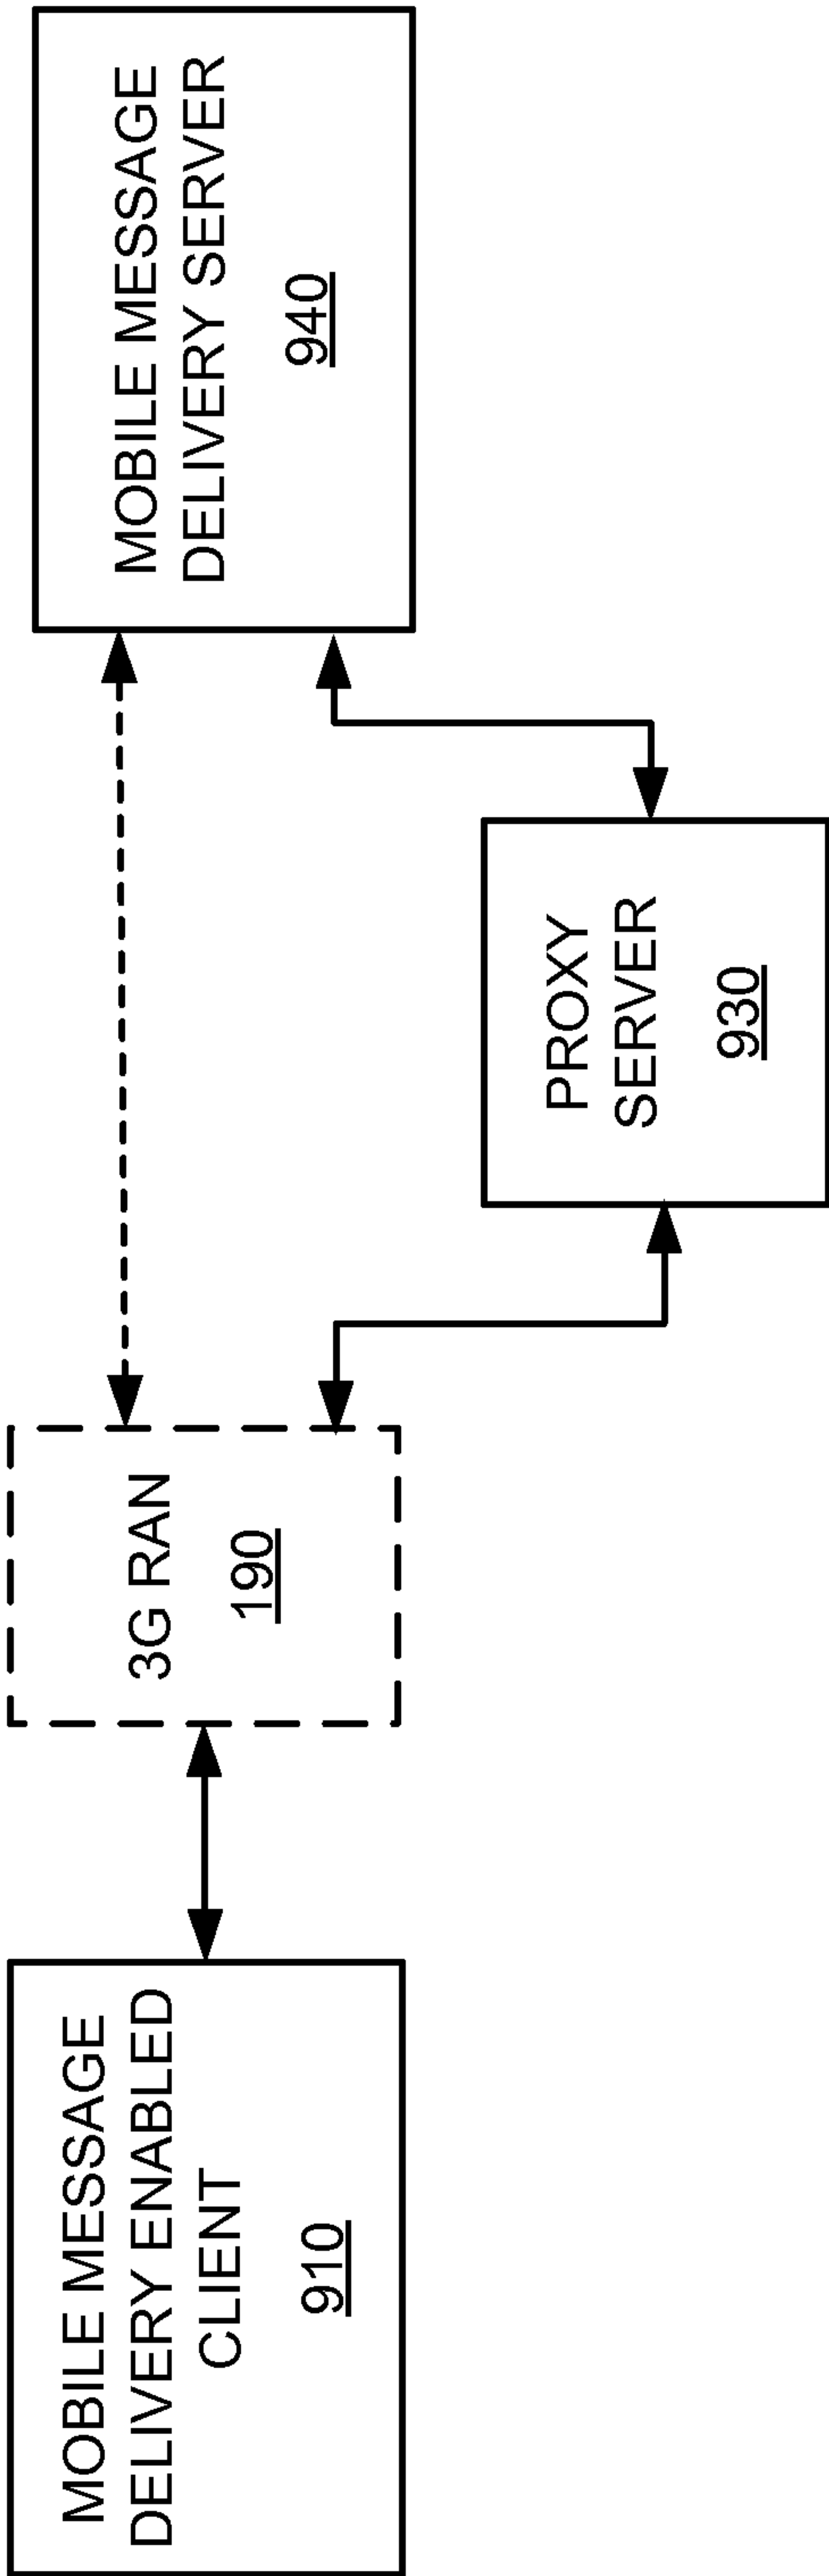 MOBILE MESSAGE
DELIVERY ENABLED
CLIENT
910
3G RAN
190
PROXY
SERVER
930
MOBILE MESSAGE
DELIVERY SERVER
940